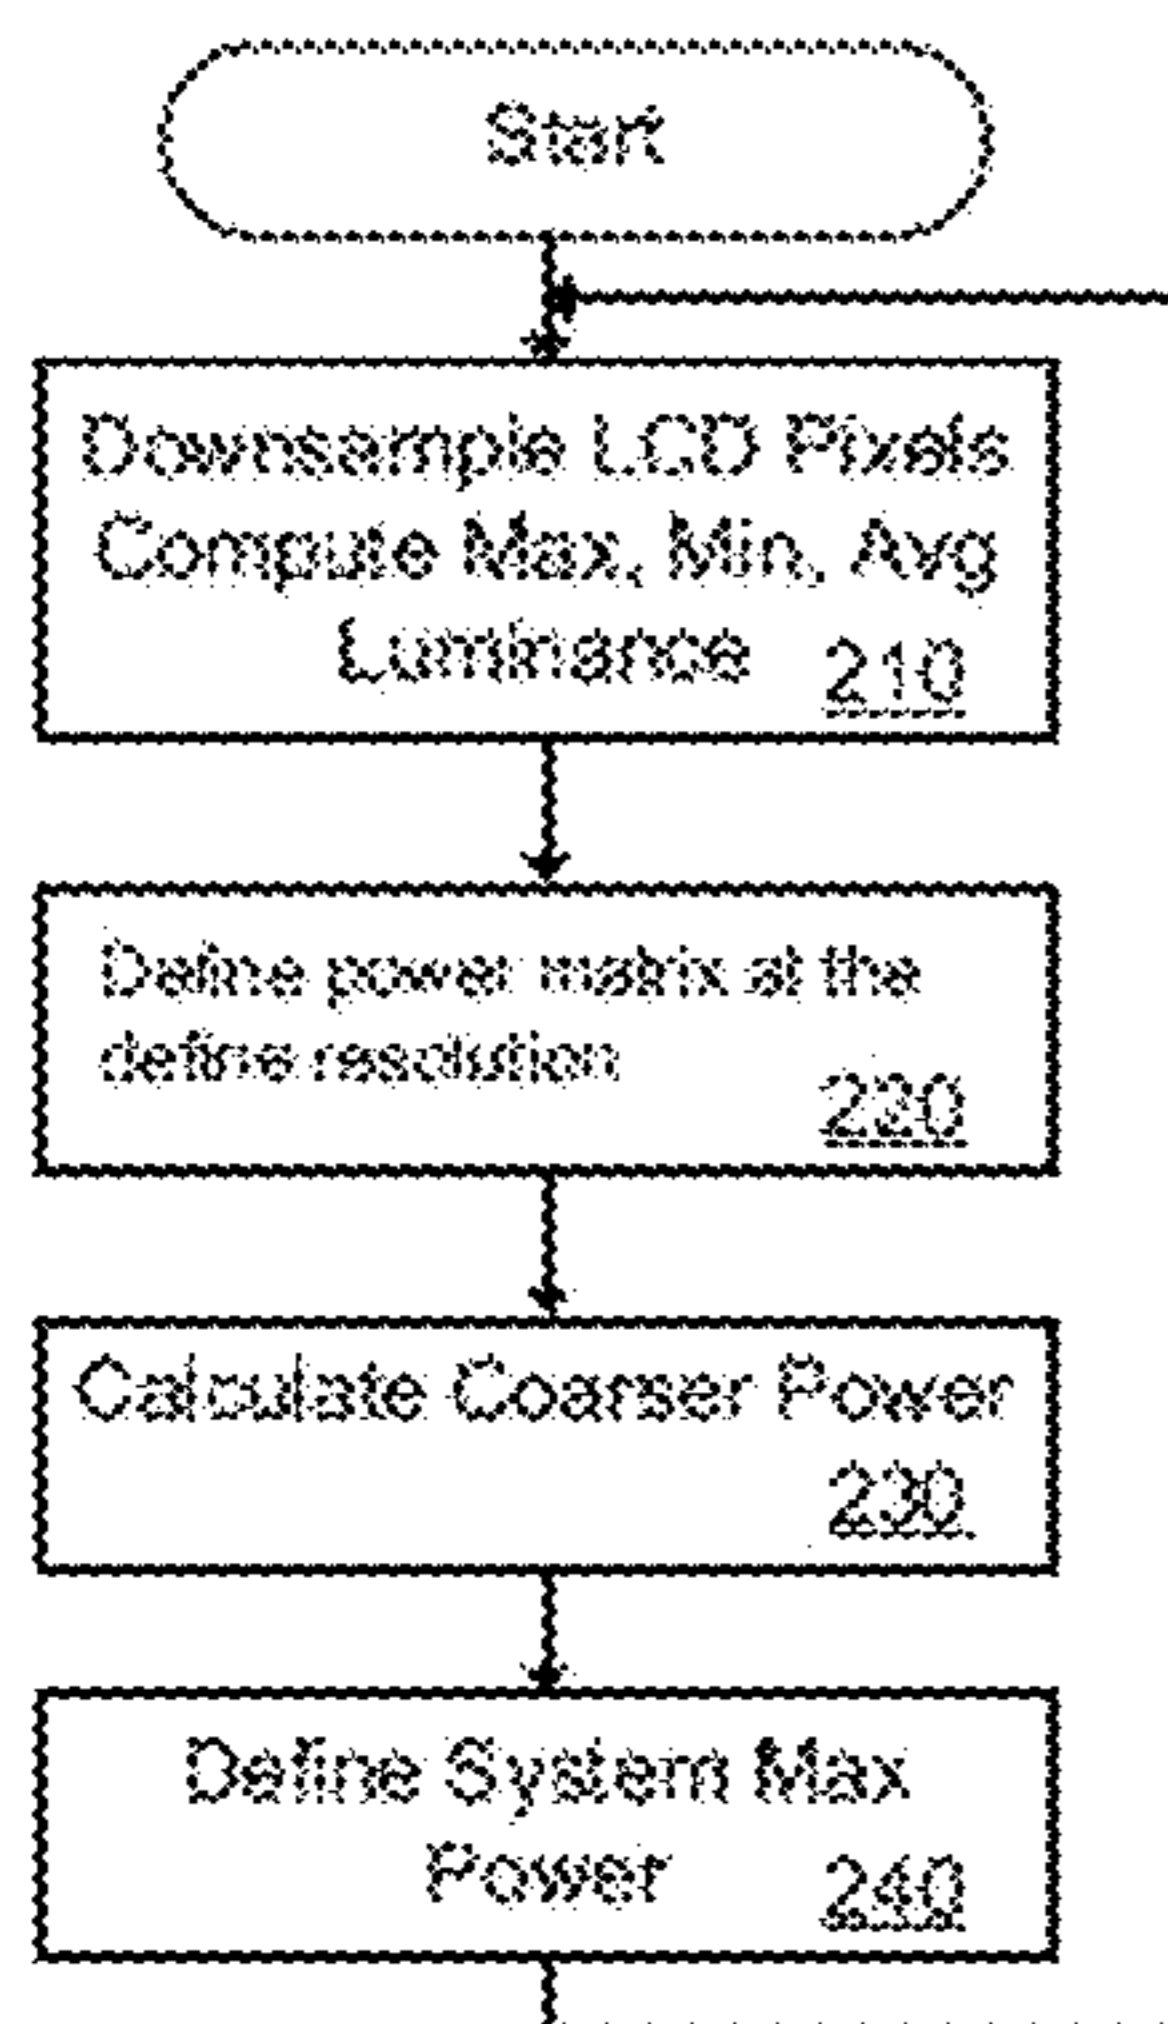 Start
Downsample LCD Pixels
Compute Max, Min, Avg
Luminance 210
Define power matrix at the
define resolution
220
Calculate Coarser Power
230
Define System Max
Power 240